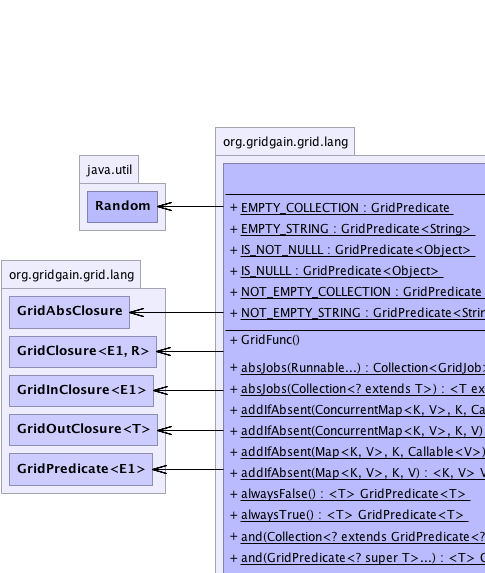 org.gridgain.grid.lang
java.util
Random
org.gridgain.grid.lang
GridAbsClosure
GridClosure<E1, R>
GridInClosure<E1>
GridOutClosure<T>
GridPredicate<E1>
+ EMPTY_COLLECTION : GridPredicate
+ EMPTY_STRING : GridPredicate<String>
+ IS_NOT_NULLL : GridPredicate<Object>
+ IS_NULLL : GridPredicate<Object>
+ NOT_EMPTY_COLLECTION : GridPredicate
+ NOT_EMPTY_STRING : GridPredicate<Strin
+ GridFunc()
+ absJobs(Runnable...) : Collection<GridJob>
+ absJobs(Collection<? extends T>) : <T ex
+ addIfAbsent(ConcurrentMap<K, V>, K, Ca
+ addIfAbsent(ConcurrentMap<K, V>, K, V)
+ addIfAbsent(Map<K, V>, K, Callable<V>)
+ addIfAbsent(Map<K, V>, K, V) : <K, V> V
+ alwaysFalse() : <T> GridPredicate<T>
+ alwaysTrue() : <T> GridPredicate<T>
+ and(Collection<? extends GridPredicate<?
+ and(GridPredicate<? super T>...) : <T> G